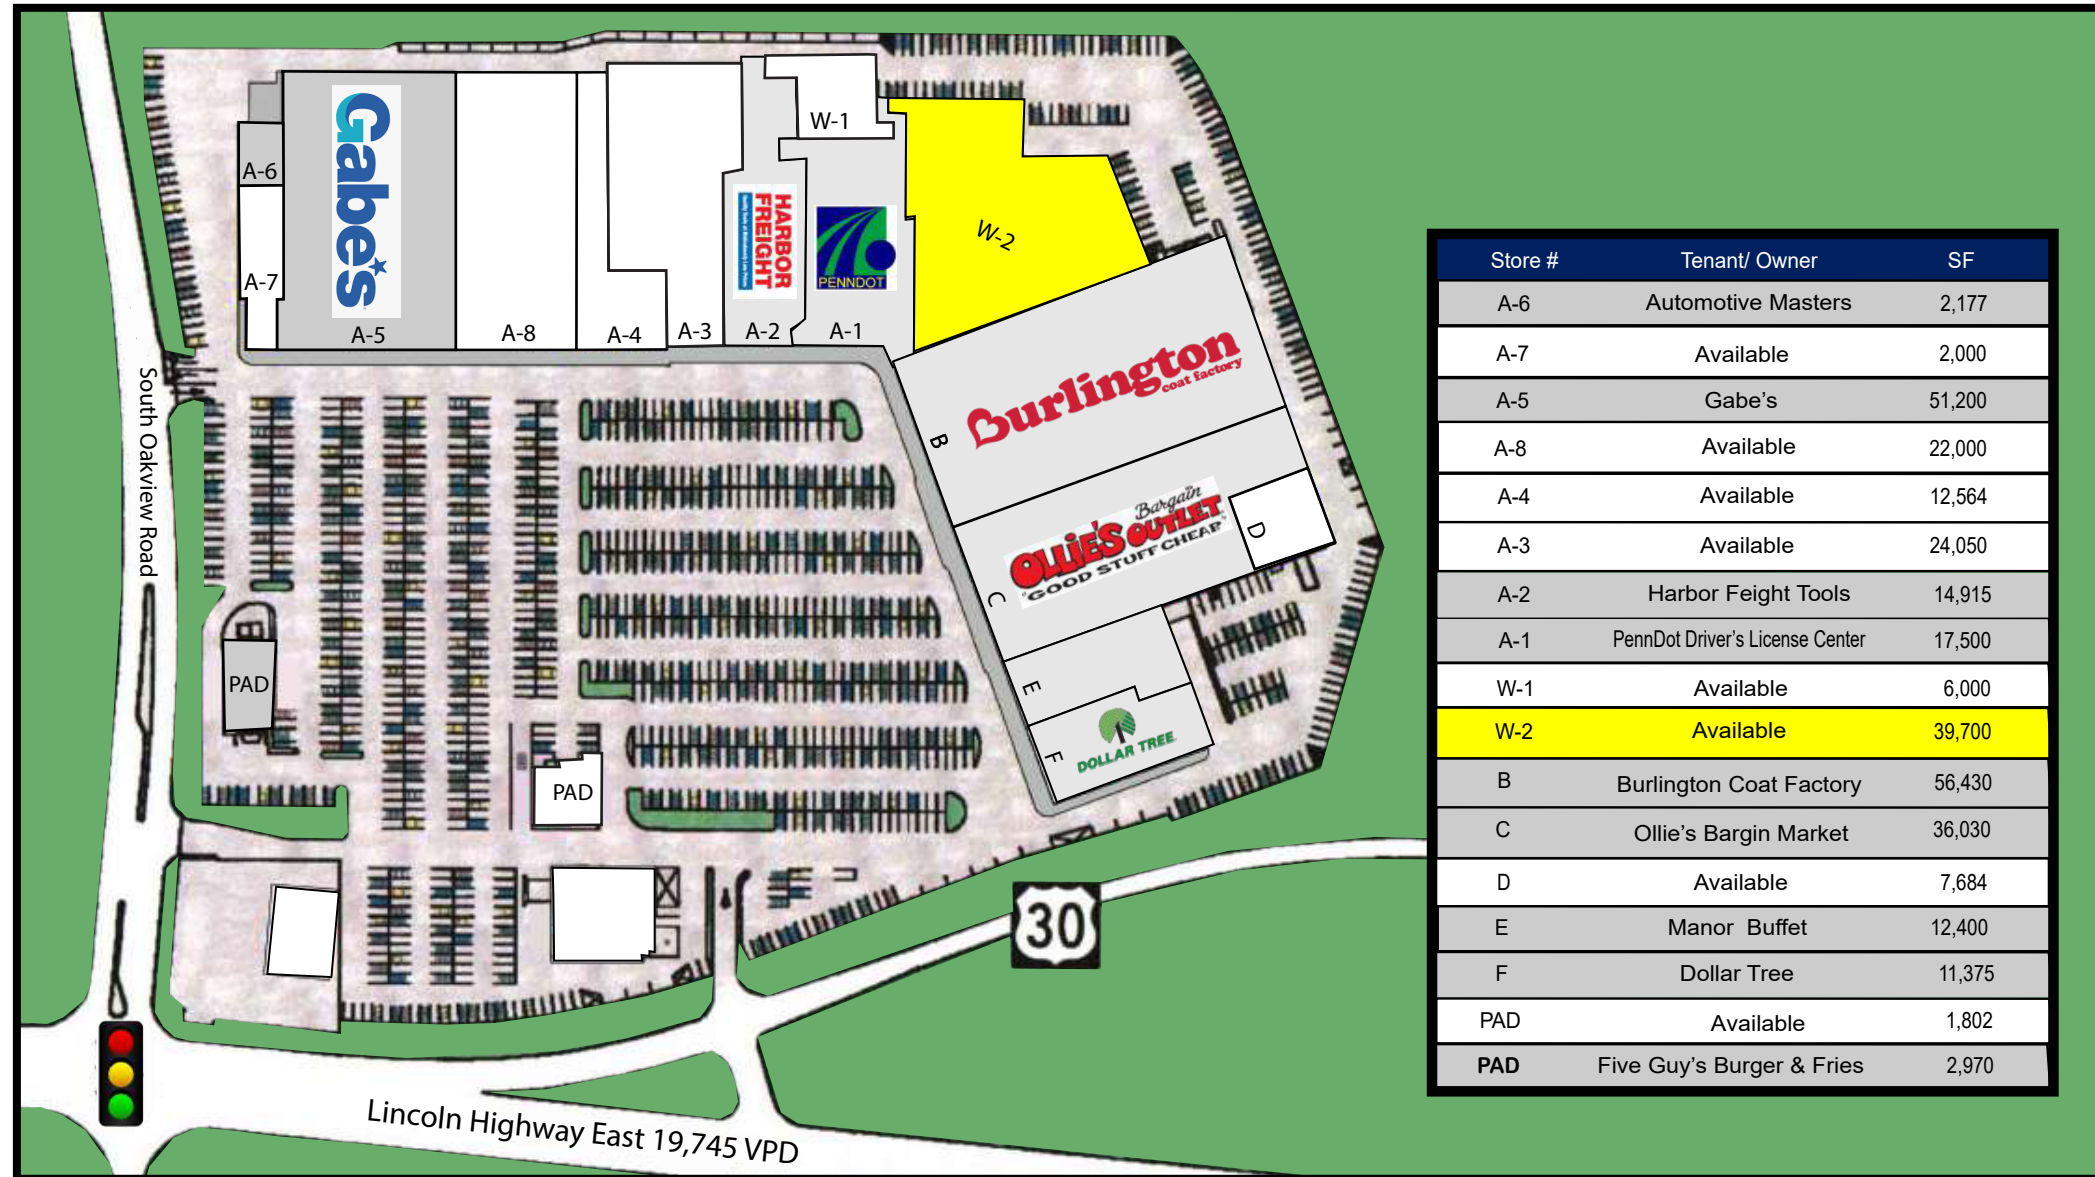 Gabe's
A-6
A-7
A-5
A-8
A-4
A-3
HARBOR
FREIGHT
A-2
PENNDOT
A-1
W-1
W-2
Burlington
coat factory
B
Bargain
OLLIE'S OUTLET
"GOOD STUFF CHEAP"
C
D
E
DOLLAR TREE
F
South Oakview Road
PAD
PAD
30
Lincoln Highway East 19,745 VPD
Store # Tenant/ Owner SF
A-6 Automotive Masters 2,177
A-7 Available 2,000
A-5 Gabe's 51,200
A-8 Available 22,000
A-4 Available 12,564
A-3 Available 24,050
A-2 Harbor Feight Tools 14,915
A-1 PennDot Driver's License Center 17,500
W-1 Available 6,000
W-2 Available 39,700
B Burlington Coat Factory 56,430
C Ollie's Bargin Market 36,030
D Available 7,684
E Manor Buffet 12,400
F Dollar Tree 11,375
PAD Available 1,802
PAD Five Guy's Burger & Fries 2,970